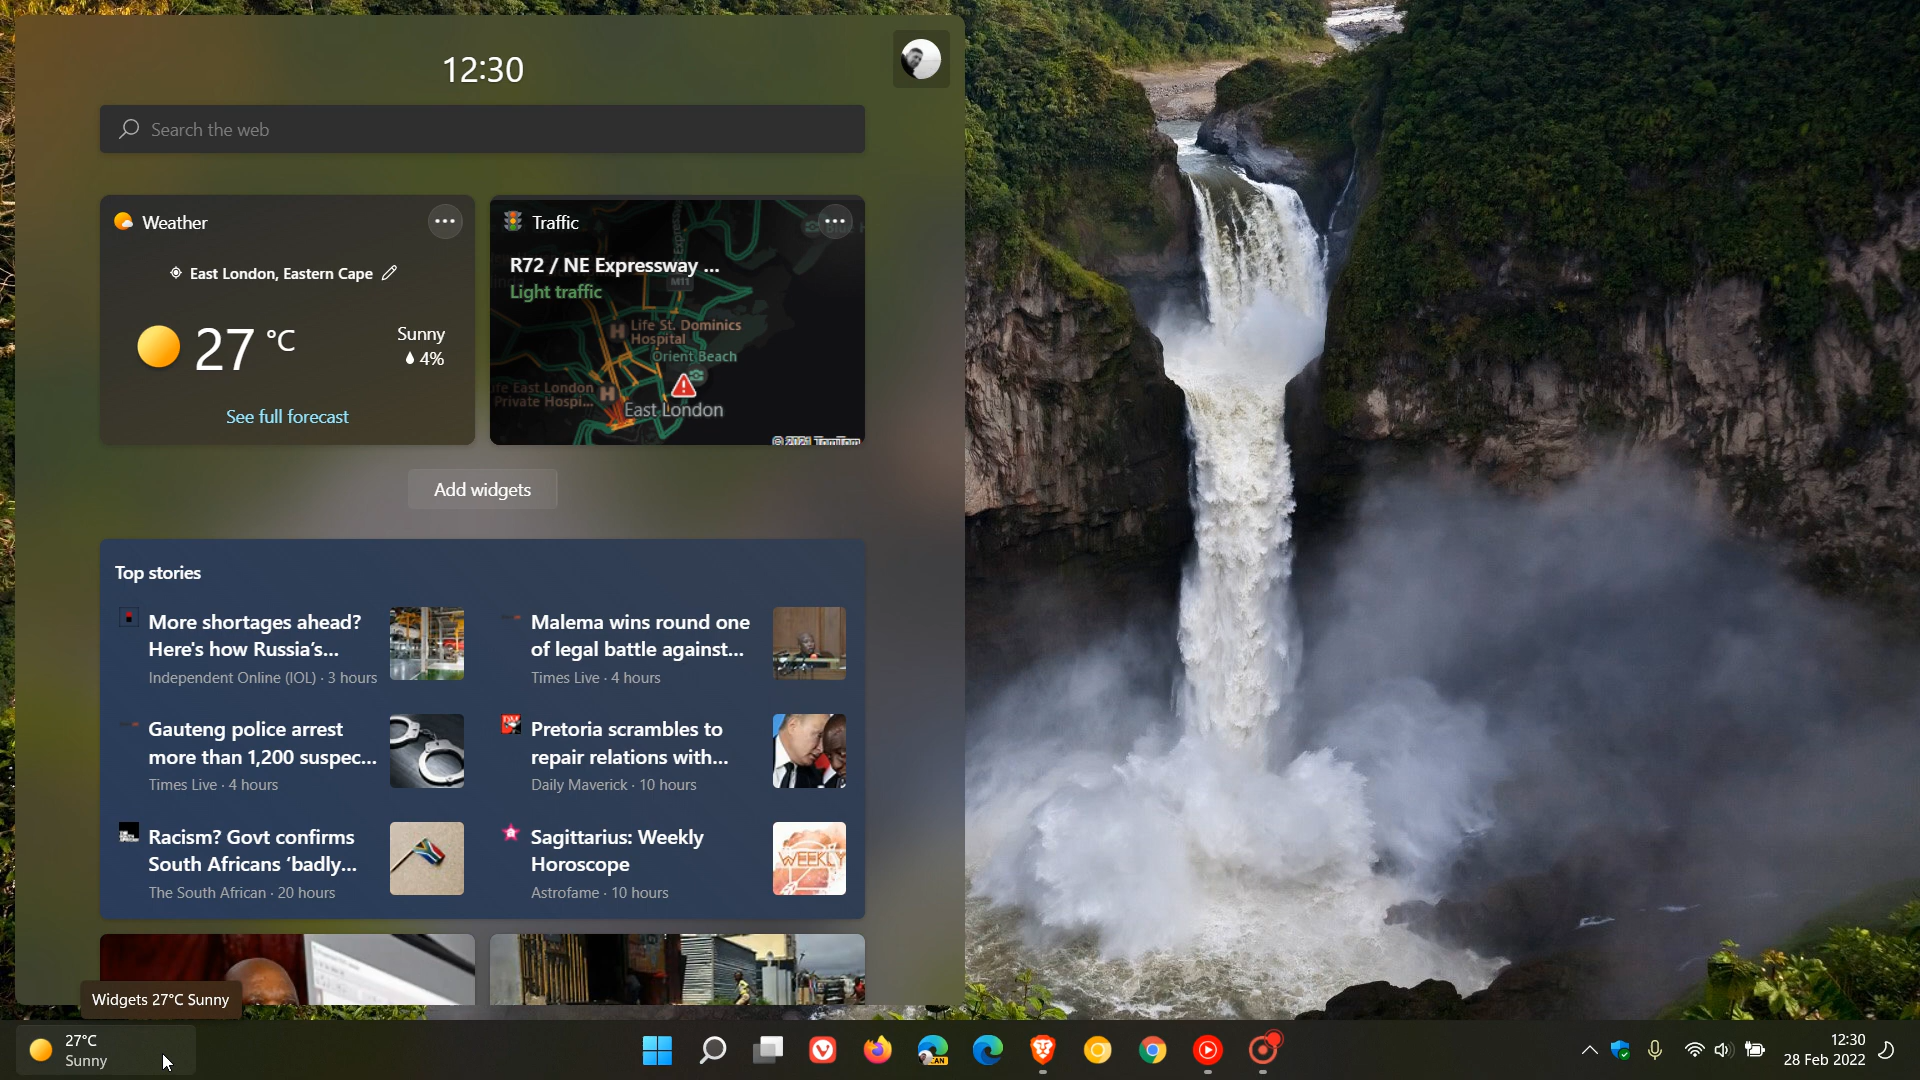 12:30
Search the web
Weather
East London, Eastern Cape
27 °C
Sunny
4%
See full forecast
Traffic
R72 / NE Expressway ...
Light traffic
M11
Life St. Dominics
Hospital
Orient Beach
East London
Private Hospi...
East London
© 2021 TomTom
Add widgets
Top stories
More shortages ahead?
Here's how Russia's...
Independent Online (IOL) · 3 hours
Malema wins round one
of legal battle against...
Times Live · 4 hours
Gauteng police arrest
more than 1,200 suspec...
Times Live · 4 hours
Pretoria scrambles to
repair relations with...
Daily Maverick · 10 hours
Racism? Govt confirms
South Africans ‘badly...
The South African · 20 hours
Sagittarius: Weekly
Horoscope
Astrofame · 10 hours
WEEKLY
Widgets 27°C Sunny
27°C
Sunny
CAN
12:30
28 Feb 2022